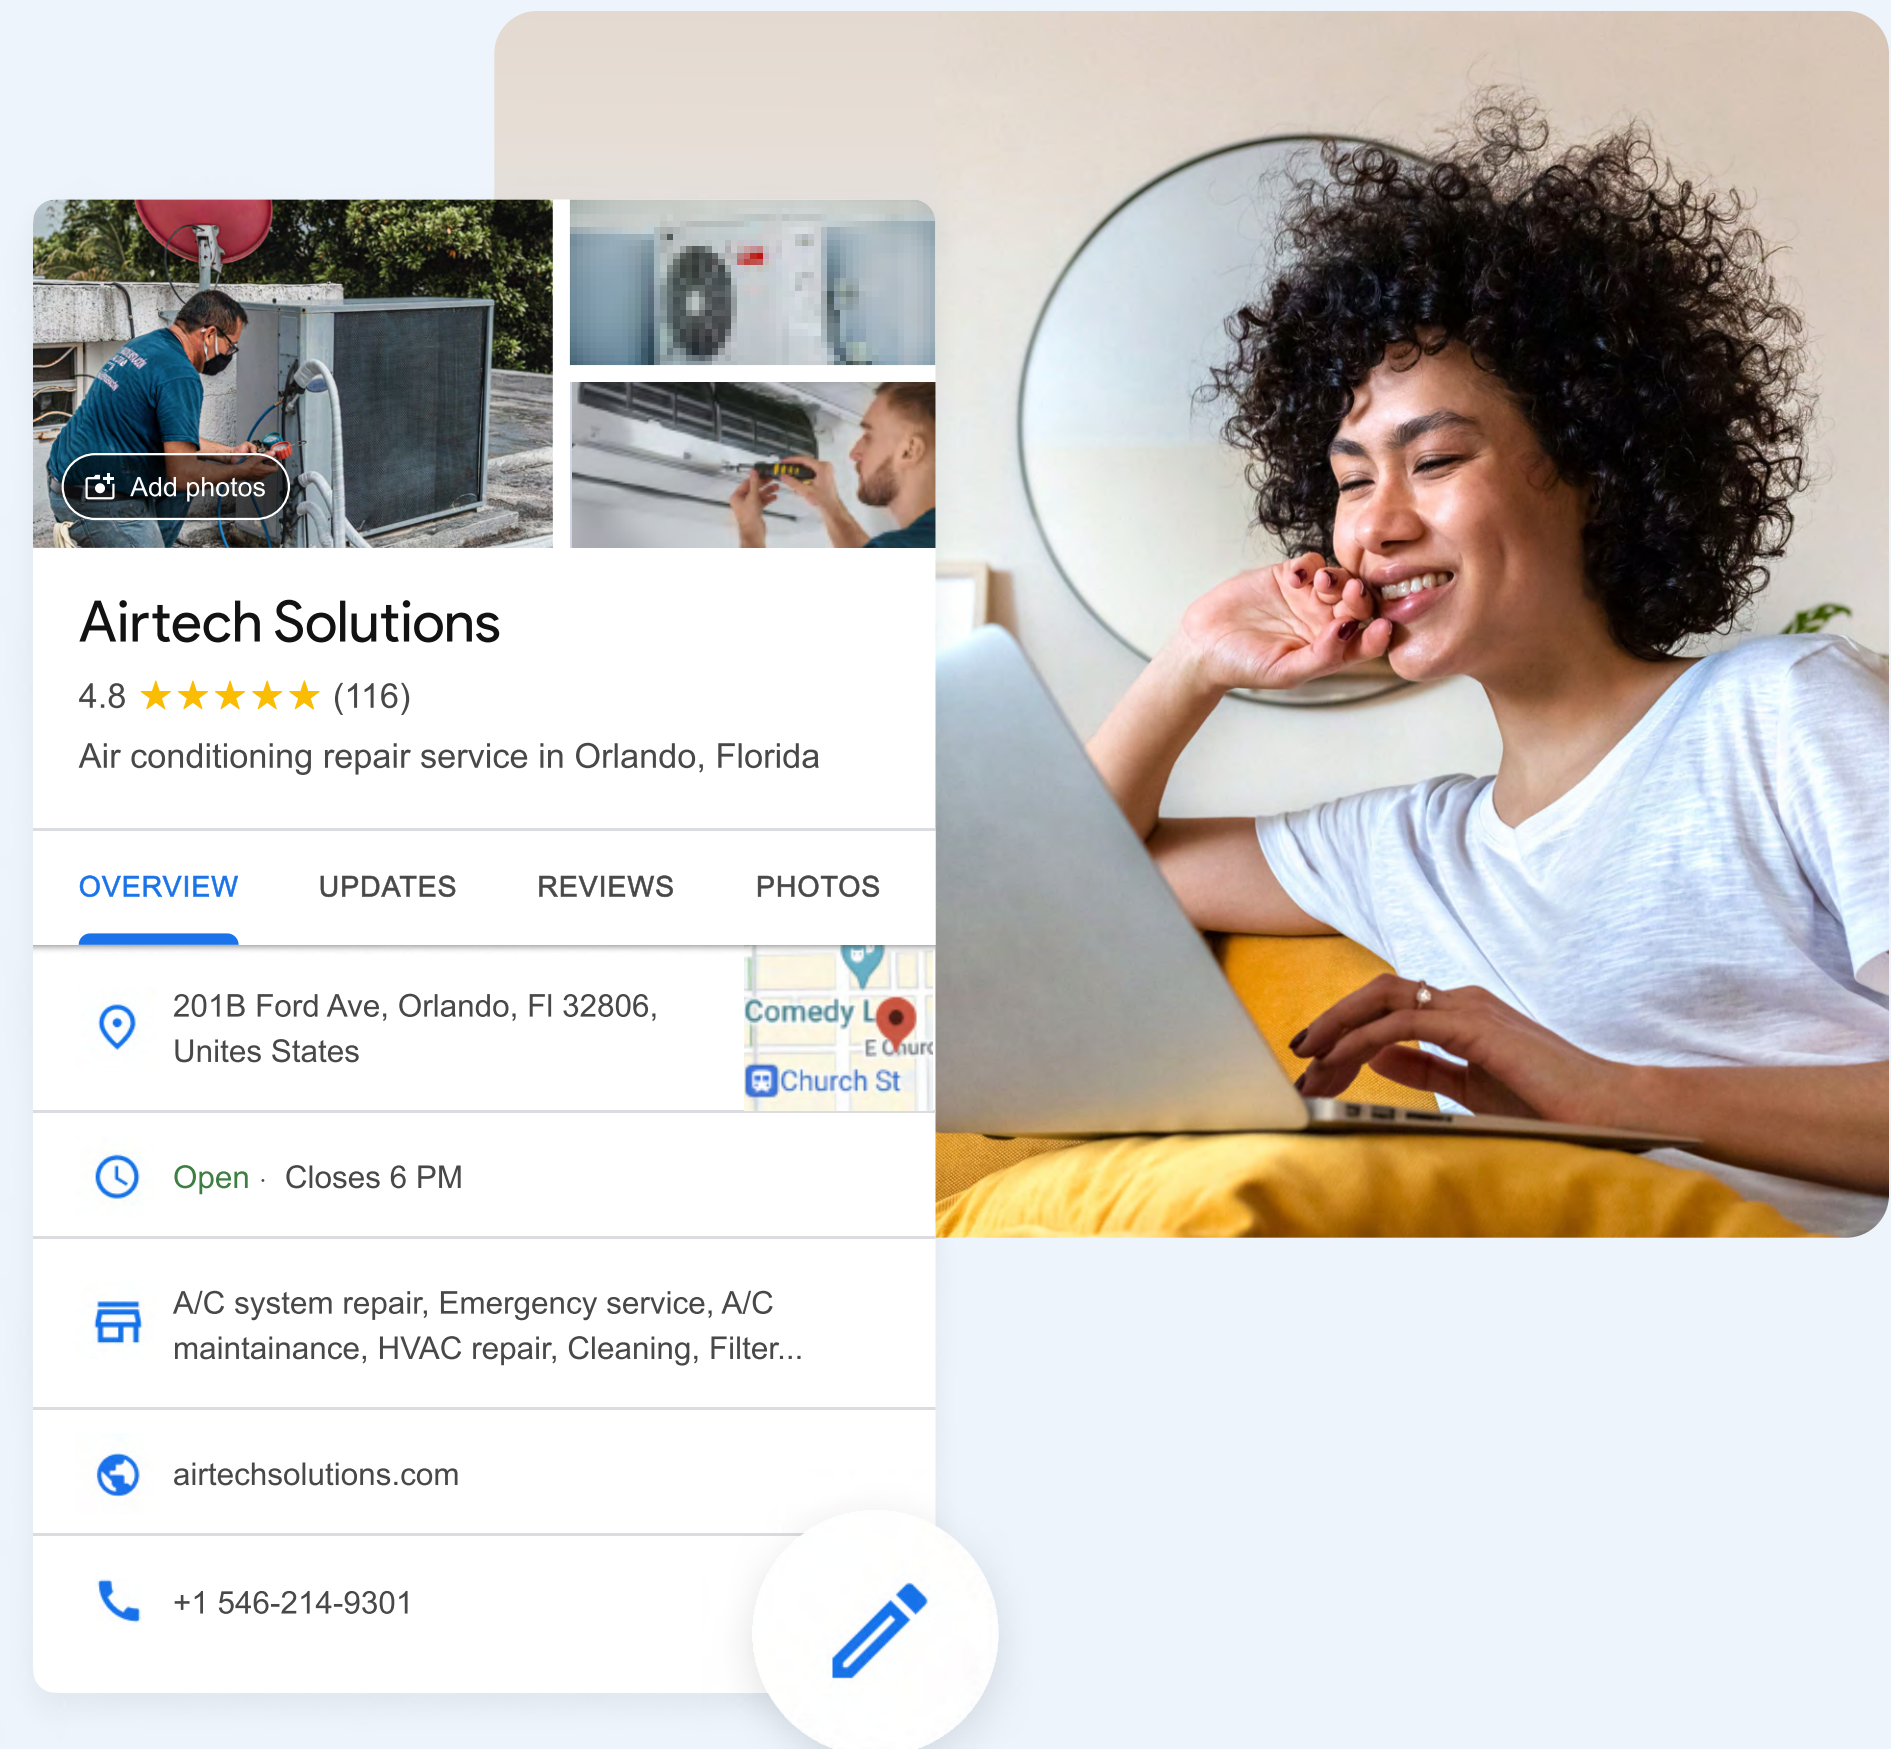 Add photos
Airtech Solutions
4.8 ★★★★★ (116)
Air conditioning repair service in Orlando, Florida
OVERVIEW UPDATES REVIEWS PHOTOS
201B Ford Ave, Orlando, Fl 32806,
Unites States
Comedy L
E Churc
Church St
Open · Closes 6 PM
A/C system repair, Emergency service, A/C
maintainance, HVAC repair, Cleaning, Filter...
airtechsolutions.com
+1 546-214-9301